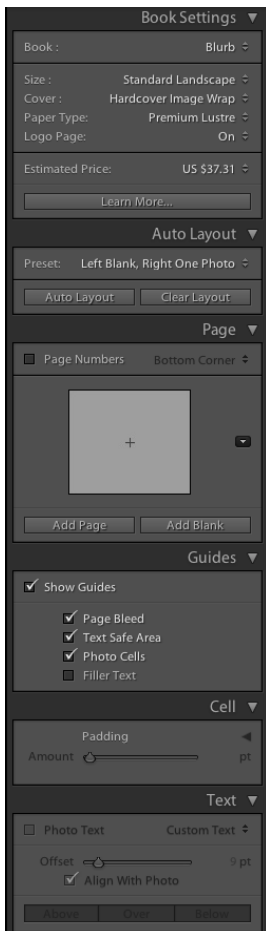 Book Settings
Book : Blurb
Size : Standard Landscape
Cover : Hardcover Image Wrap
Paper Type: Premium Lustre
Logo Page: On
Estimated Price: US $37.31
Learn More...
Auto Layout
Preset: Left Blank, Right One Photo
Auto Layout Clear Layout
Page
Page Numbers Bottom Corner
Add Page Add Blank
Guides
Show Guides
Page Bleed
Text Safe Area
Photo Cells
Filler Text
Cell
Padding
Amount pt
Text
Photo Text Custom Text
Offset 9 pt
Align With Photo
Above Over Below